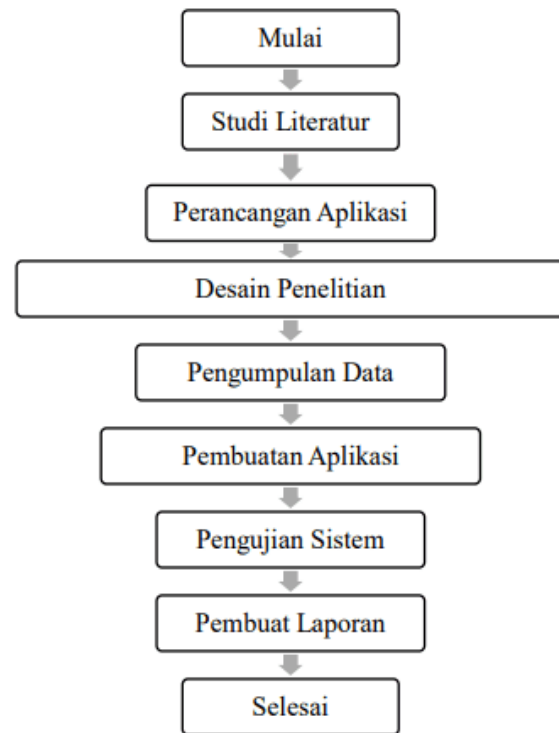 Mulai
Studi Literatur
Perancangan Aplikasi
Desain Penelitian
Pengumpulan Data
Pembuatan Aplikasi
Pengujian Sistem
Pembuat Laporan
Selesai